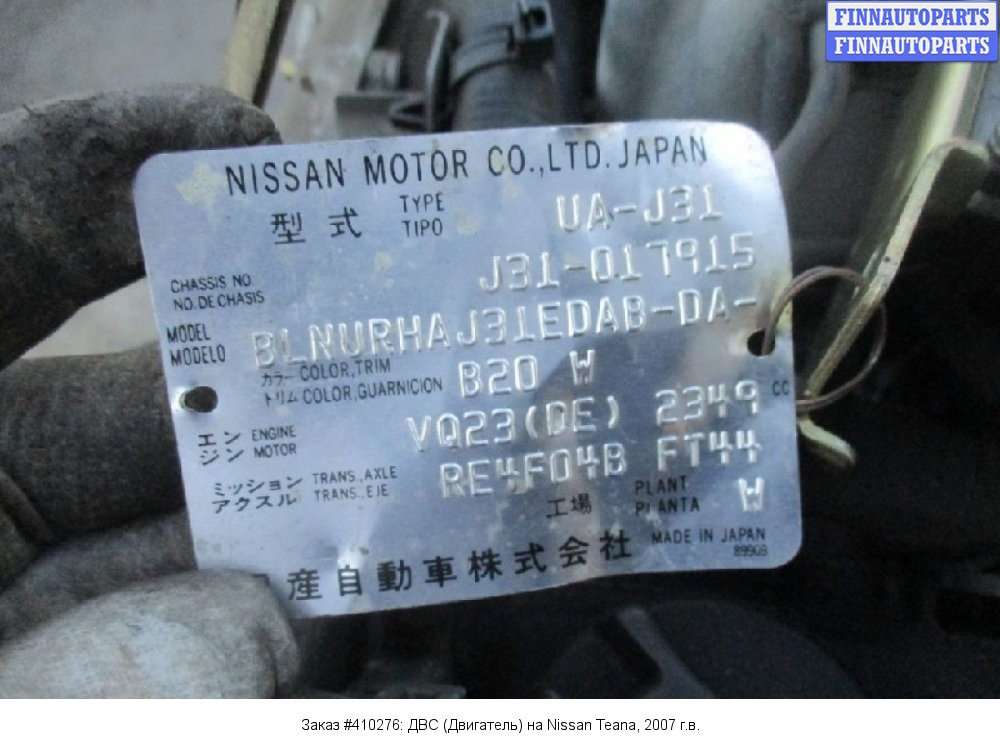 FINNAUTOPARTS
FINNAUTOPARTS
NISSAN MOTOR CO.,LTD. JAPAN
型式 TYPE TIPO UA-J31
CHASSIS NO. NO. DE CHASIS J31-017915
MODEL MODELO BLNURHAJ31EDAB-DA-
カラー COLOR,TRIM
トリム COLOR,GUARNICION B20 W
エンジン ENGINE MOTOR VQ23(DE) 2349 CC
ミッション TRANS.,AXLE
アクスル TRANS.,EJE RE4F04B FT44
工場 PLANT PLANTA W
産自動車株式会社 MADE IN JAPAN
Заказ #410276: ДВС (Двигатель) на Nissan Teana, 2007 г.в.